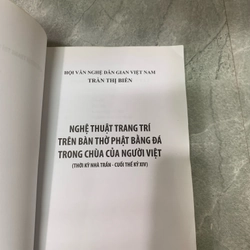 HỘI VĂN NGHỆ DÂN GIAN VIỆT NAM
TRẦN THỊ BIÊN
NGHỆ THUẬT TRANG TRÍ
TRÊN BÀN THỜ PHẬT BẰNG ĐÁ
TRONG CHÙA CỦA NGƯỜI VIỆT
(THỜI KỲ NHÀ TRẦN - CUỐI THẾ KỶ XIV)